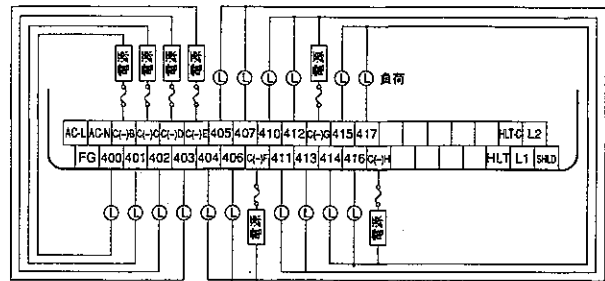 電源 電源 電源 電源 電源
L L L L L L 負荷
AC-L AC-N C(-)B C(-)C C(-)D C(-)E 405 407 410 412 C(-)G 415 417 HLT-C L2
FG 400 401 402 403 404 406 C(-)F 411 413 414 416 C(-)H HLT L1 SHLD
L L L L L L L L L L
電源 電源